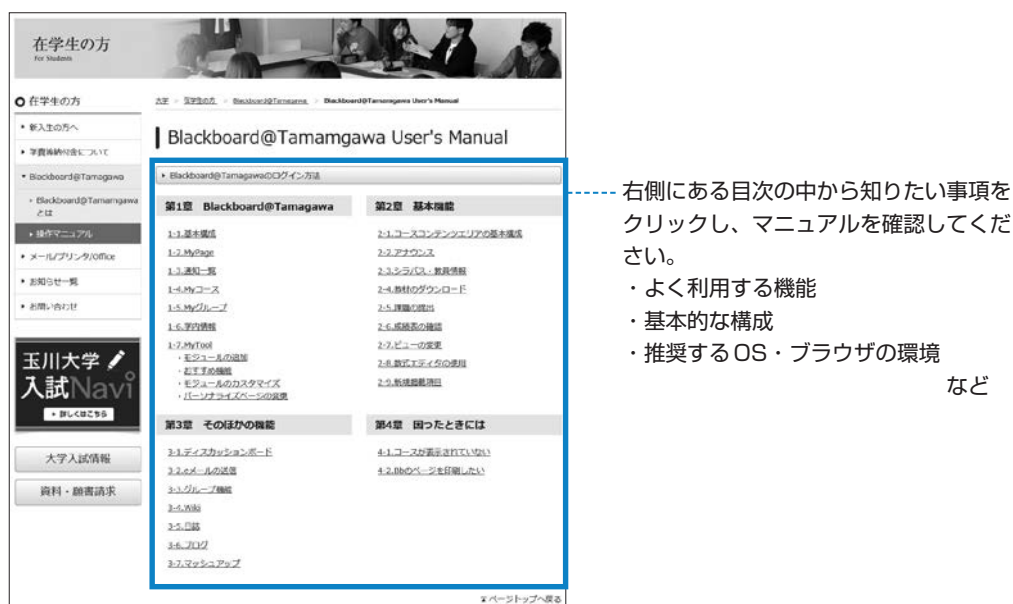 在学生の方
For Students
在学生の方
大学 > 在学生の方 > Blackboard@Tamagawa > Blackboard@Tamamgawa User's Manual
・新入生の方へ
・学費等納付金について
Blackboard@Tamagawa
Blackboard@Tamamgawa
とは
操作マニュアル
メール/プリンタ/Office
お知らせ一覧
お問い合わせ
玉川大学
入試Navi
詳しくはこちら
大学入試情報
資料・願書請求
Blackboard@Tamamgawa User's Manual
Blackboard@Tamagawaのログイン方法
第1章 Blackboard@Tamagawa
1-1.基本構成
1-2.MyPage
1-3.通知一覧
1-4.Myコース
1-5.Myグループ
1-6.学内情報
1-7.MyTool
・モジュールの追加
・おすすめ機能
・モジュールのカスタマイズ
・パーソナライズページの変更
第2章 基本機能
2-1.コースコンテンツエリアの基本構成
2-2.アナウンス
2-3.シラバス・教員情報
2-4.教材のダウンロード
2-5.課題の提出
2-6.成績表の確認
2-7.ビューの変更
2-8.数式エディタの使用
2-9.新成績表項目
第3章 そのほかの機能
3-1.ディスカッションボード
3-2.eメールの送信
3-3.グループ機能
3-4.Wiki
3-5.日誌
3-6.ブログ
3-7.マッシュアップ
第4章 困ったときには
4-1.コースが表示されていない
4-2.Bbのページを印刷したい
ページトップへ戻る
右側にある目次の中から知りたい事項を
クリックし、マニュアルを確認してくだ
さい。
・よく利用する機能
・基本的な構成
・推奨するOS・ブラウザの環境
など